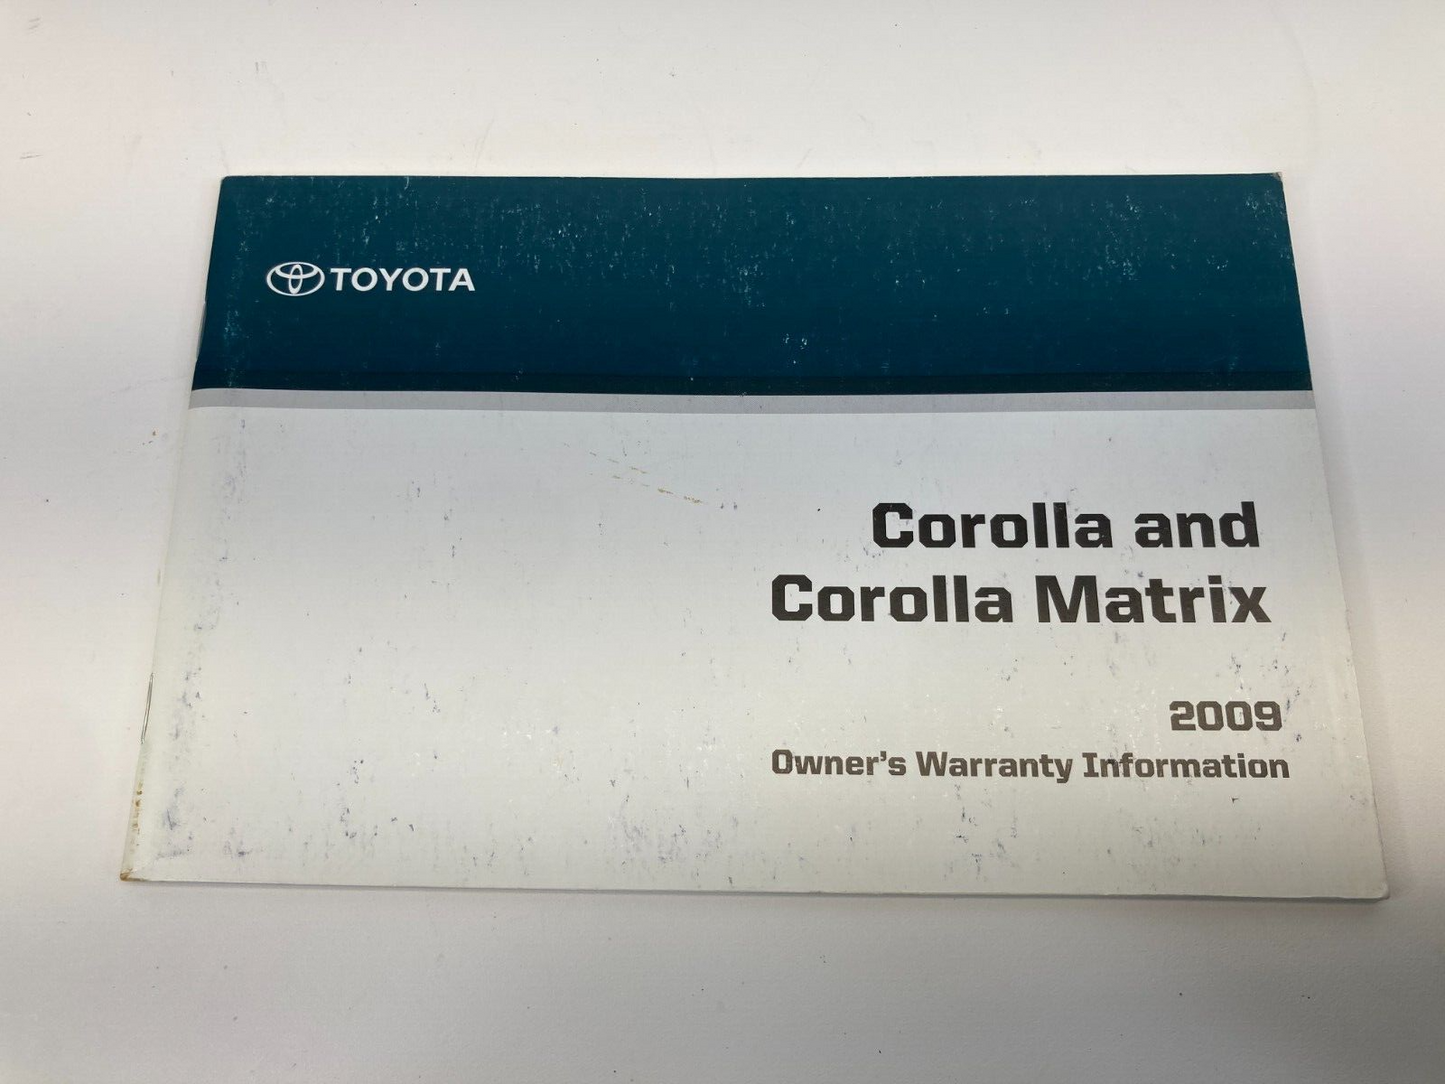 TOYOTA
Corolla and
Corolla Matrix
2009
Owner's Warranty Information